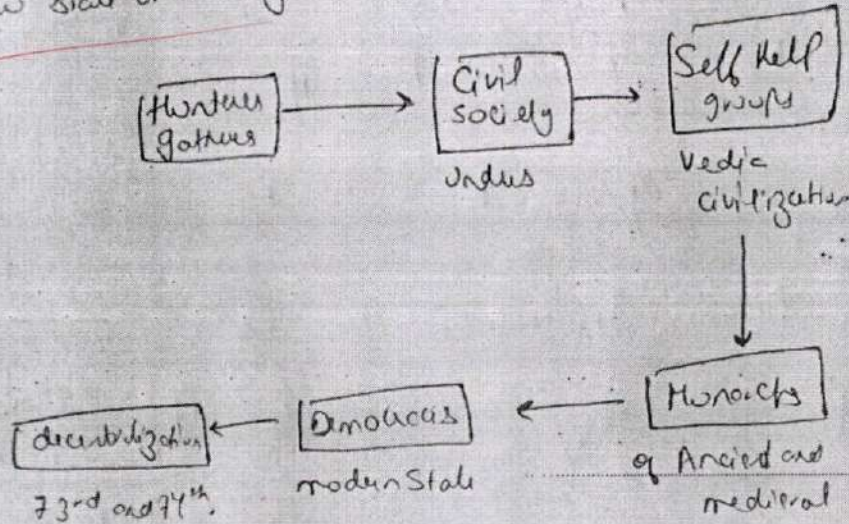 Hunters
gathers
Civil
society
Indus
Self Help
groups
Vedic
civilization
Monarchy
of Ancient and
medieval
Democracies
modern State
decentralization
73rd and 74th.